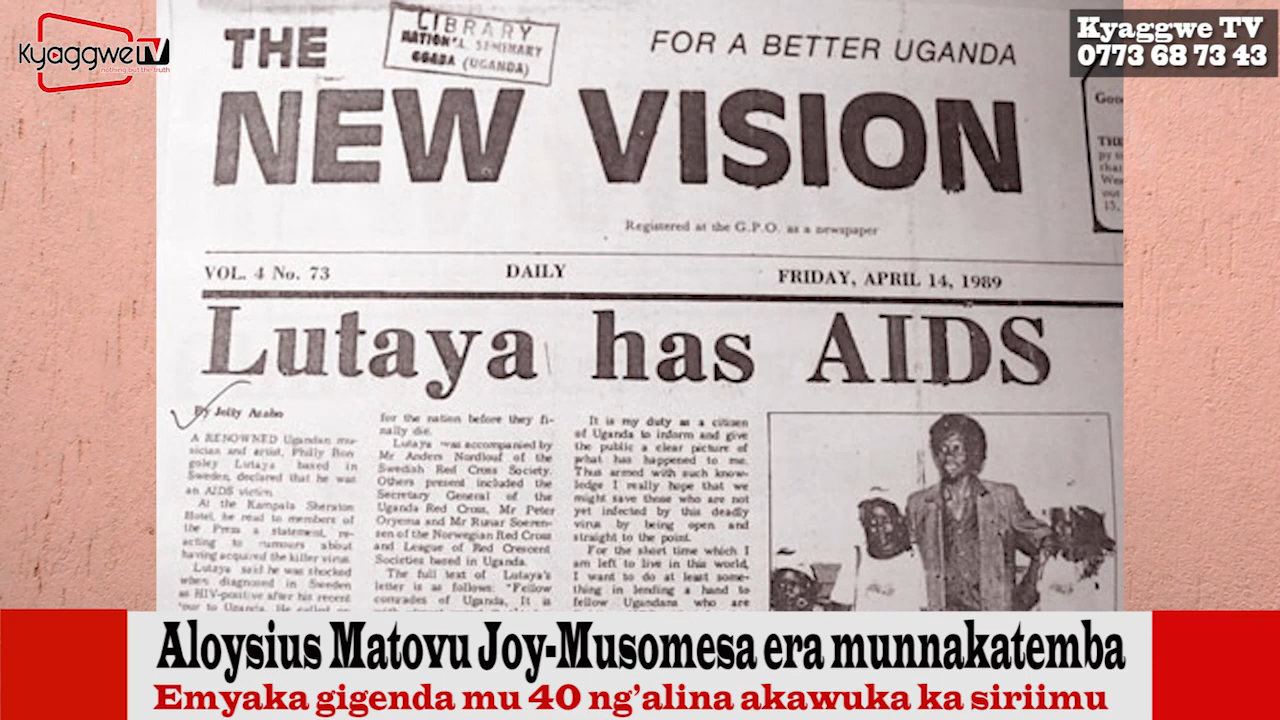 KyaggweTV
nothing but the truth
Kyaggwe TV
0773 68 73 43
THE
LIBRARY
NATION'L SEMINARY
GGABA (UGANDA)
FOR A BETTER UGANDA
NEW VISION
Registered at the G.P.O. as a newspaper
VOL. 4 No. 73
DAILY
FRIDAY, APRIL 14, 1989
Lutaya has AIDS
By Jolly
A RENOWNED Ugandan mu-
sician and artist, Philly Bon
goley Lutaya based in
Sweden, declared that he was
an AIDS victim
At the Kampala Sheraton
Hotel, he read to members of
the Press a statement, re-
acting to rumours about
having acquired the killer virus.
Lutaya said he was shocked
when diagnosed in Sweden
as HIV-positive after his recent
tour to Uganda. He called on
for the nation before they fi-
nally die.
Lutaya was accompanied by
Mr Anders Nordlouf of the
Swedish Red Cross Society.
Others present included the
Secretary General of the
Uganda Red Cross, Mr Peter
Oryema and Mr Runar Soeren-
sen of the Norwegian Red Cross
and League of Red Crescent
Societies based in Uganda.
The full text of Lutaya's
letter is as follows: "Fellow
comrades of Uganda, It is
It is my duty as a citizen
of Uganda to inform and give
the public a clear picture of
what has happened to me.
Thus armed with such know-
ledge I really hope that we
might save those who are not
yet infected by this deadly
virus by being open and
straight to the point.
For the short time which I
am left to live in this world,
I want to do at least some-
thing in lending a hand to
fellow Ugandans who are
Aloysius Matovu Joy-Musomesa era munnakatemba
Emyaka gigenda mu 40 ng'alina akawuka ka siriimu